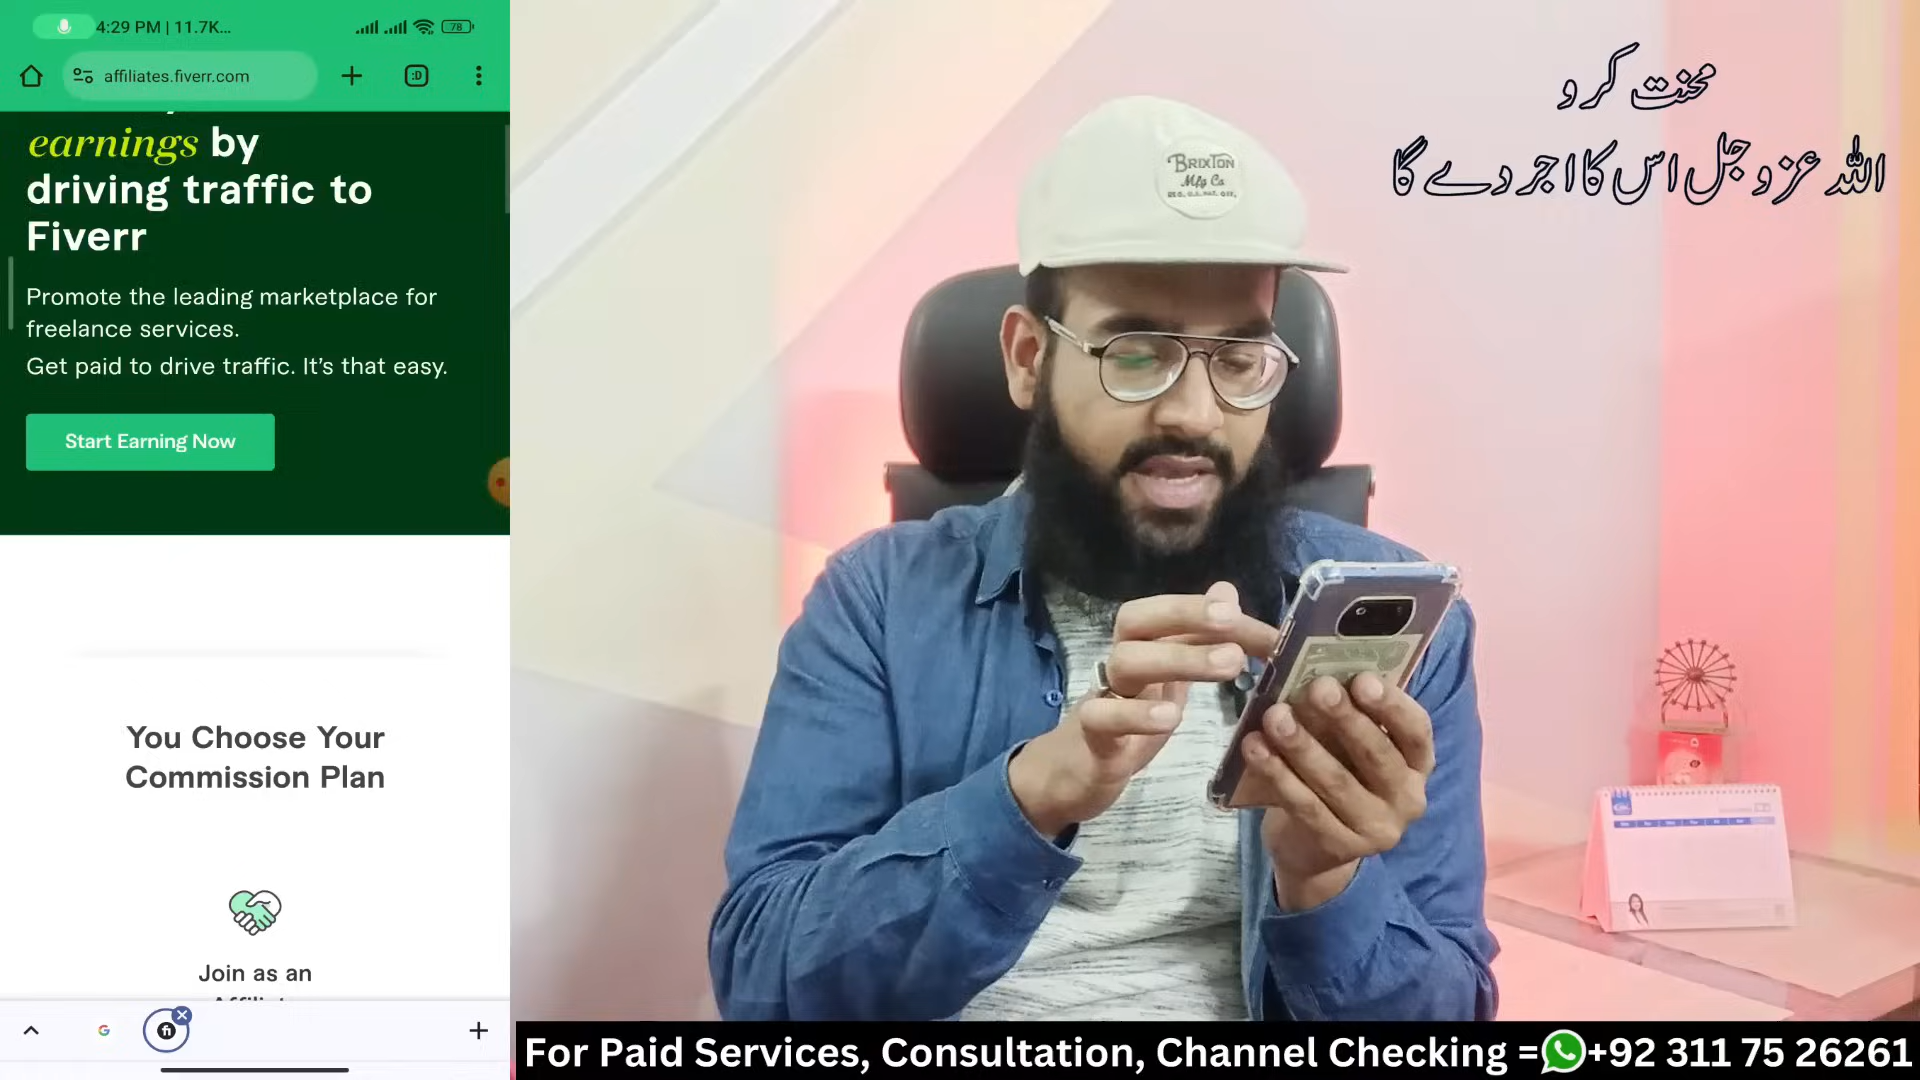 4:29 PM | 11.7K...
78
affiliates.fiverr.com
:D
earnings by
driving traffic to
Fiverr
Promote the leading marketplace for
freelance services.
Get paid to drive traffic. It's that easy.
Start Earning Now
You Choose Your
Commission Plan
Join as an
محنت کرو
اللہ عزوجل اس کا اجر دے گا
BRIXTON
Mfg Co
For Paid Services, Consultation, Channel Checking = +92 311 75 26261